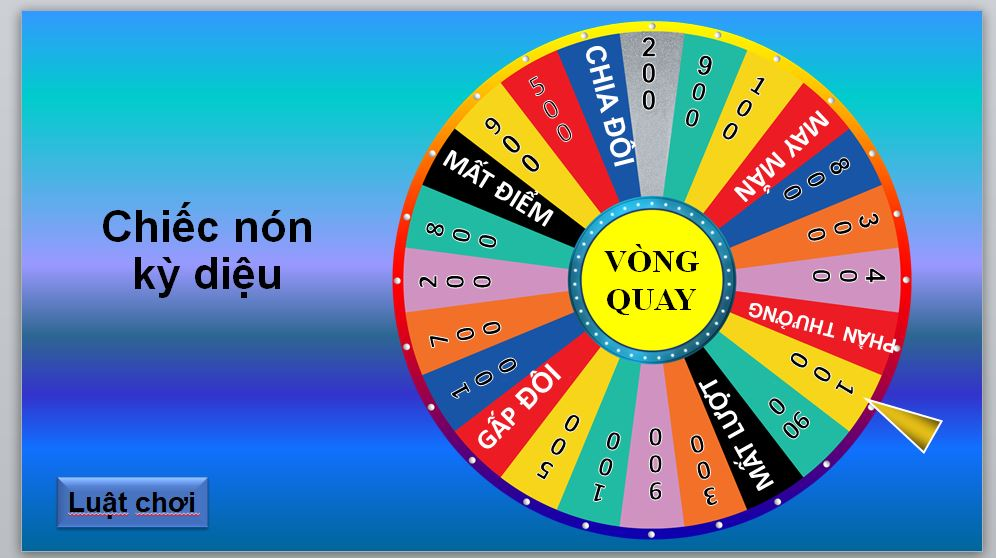 Chiếc nón
kỳ diệu
Luật chơi
VÒNG
QUAY
200
900
100
MAY MẮN
800
300
400
PHẦN THƯỞNG
100
900
MẤT LƯỢT
300
600
100
500
GẤP ĐÔI
100
700
200
800
MẤT ĐIỂM
600
500
CHIA ĐÔI